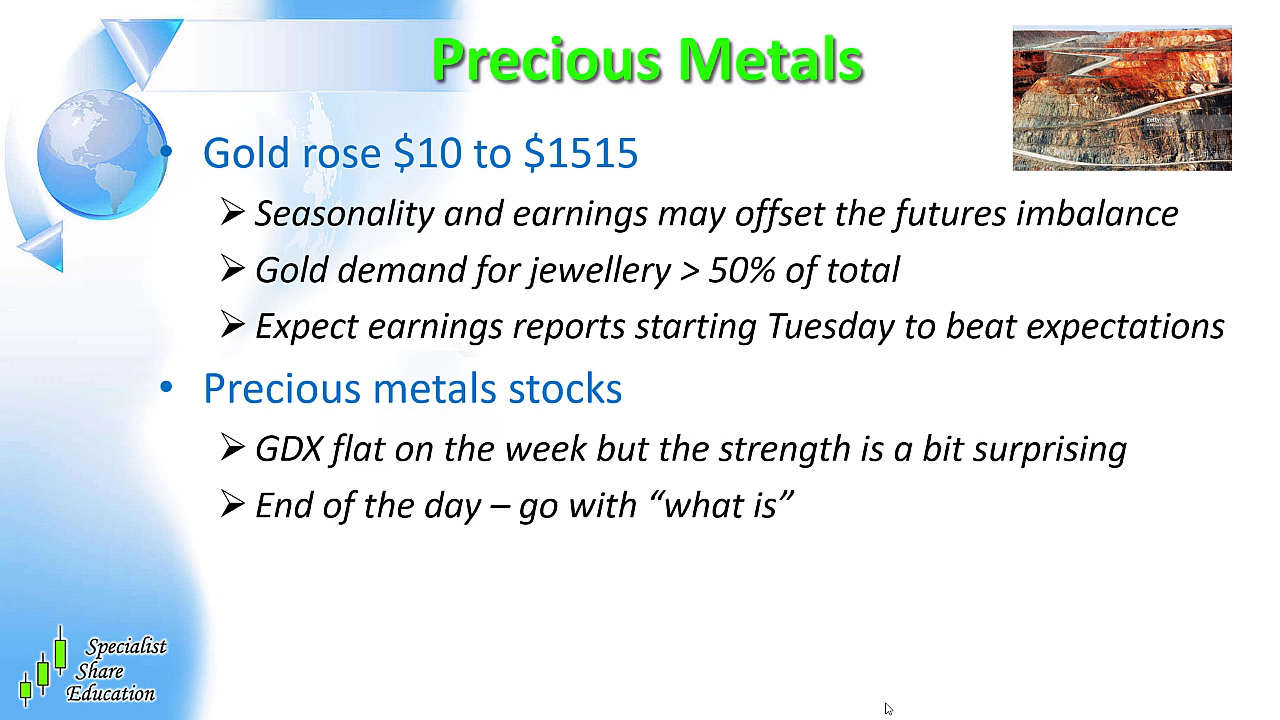 Precious Metals
gettyimages
• Gold rose $10 to $1515
➢ Seasonality and earnings may offset the futures imbalance
➢ Gold demand for jewellery > 50% of total
➢ Expect earnings reports starting Tuesday to beat expectations
• Precious metals stocks
➢ GDX flat on the week but the strength is a bit surprising
➢ End of the day – go with “what is”
Specialist
Share
Education